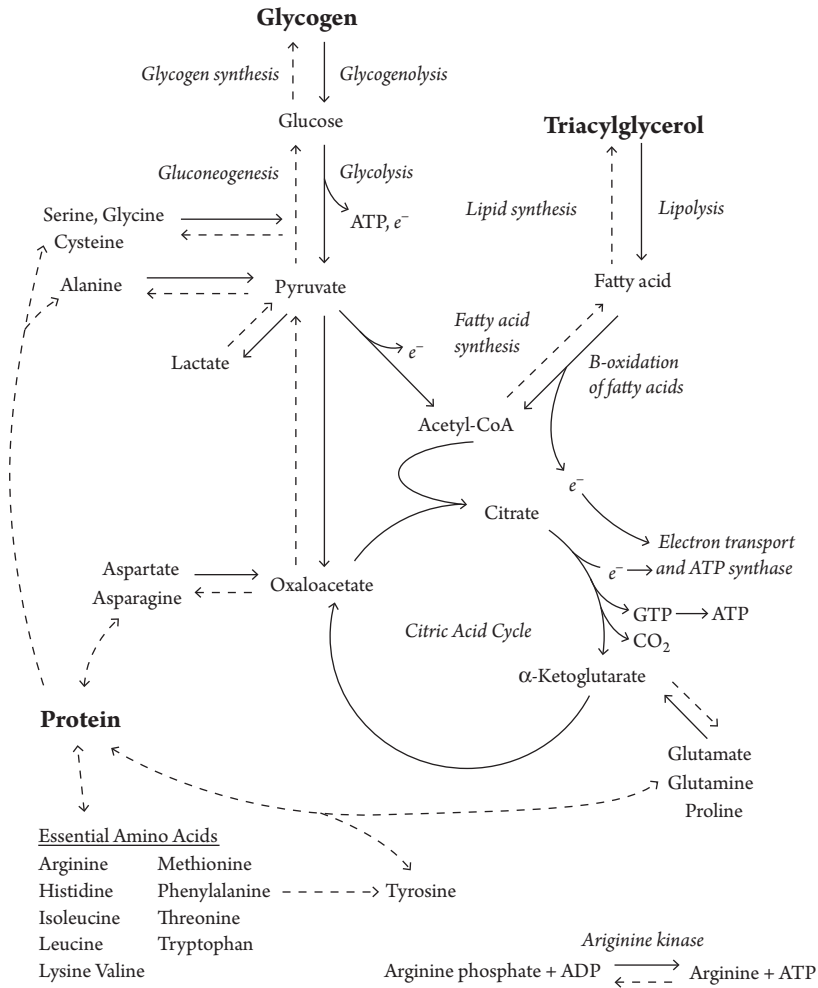 Glycogen
Glycogen synthesis
Glycogenolysis
Glucose
Triacylglycerol
Gluconeogenesis
Glycolysis
Serine, Glycine
Cysteine
ATP, e–
Lipid synthesis
Lipolysis
Alanine
Pyruvate
Fatty acid
Lactate
e–
Fatty acid
synthesis
B-oxidation
of fatty acids
Acetyl-CoA
e–
Citrate
Electron transport
and ATP synthase
e–
Aspartate
Asparagine
Oxaloacetate
GTP
ATP
CO2
Citric Acid Cycle
α-Ketoglutarate
Protein
Glutamate
Glutamine
Proline
Essential Amino Acids
Arginine Methionine
Histidine Phenylalanine
Tyrosine
Isoleucine Threonine
Leucine Tryptophan
Lysine Valine
Ariginine kinase
Arginine phosphate + ADP
Arginine + ATP